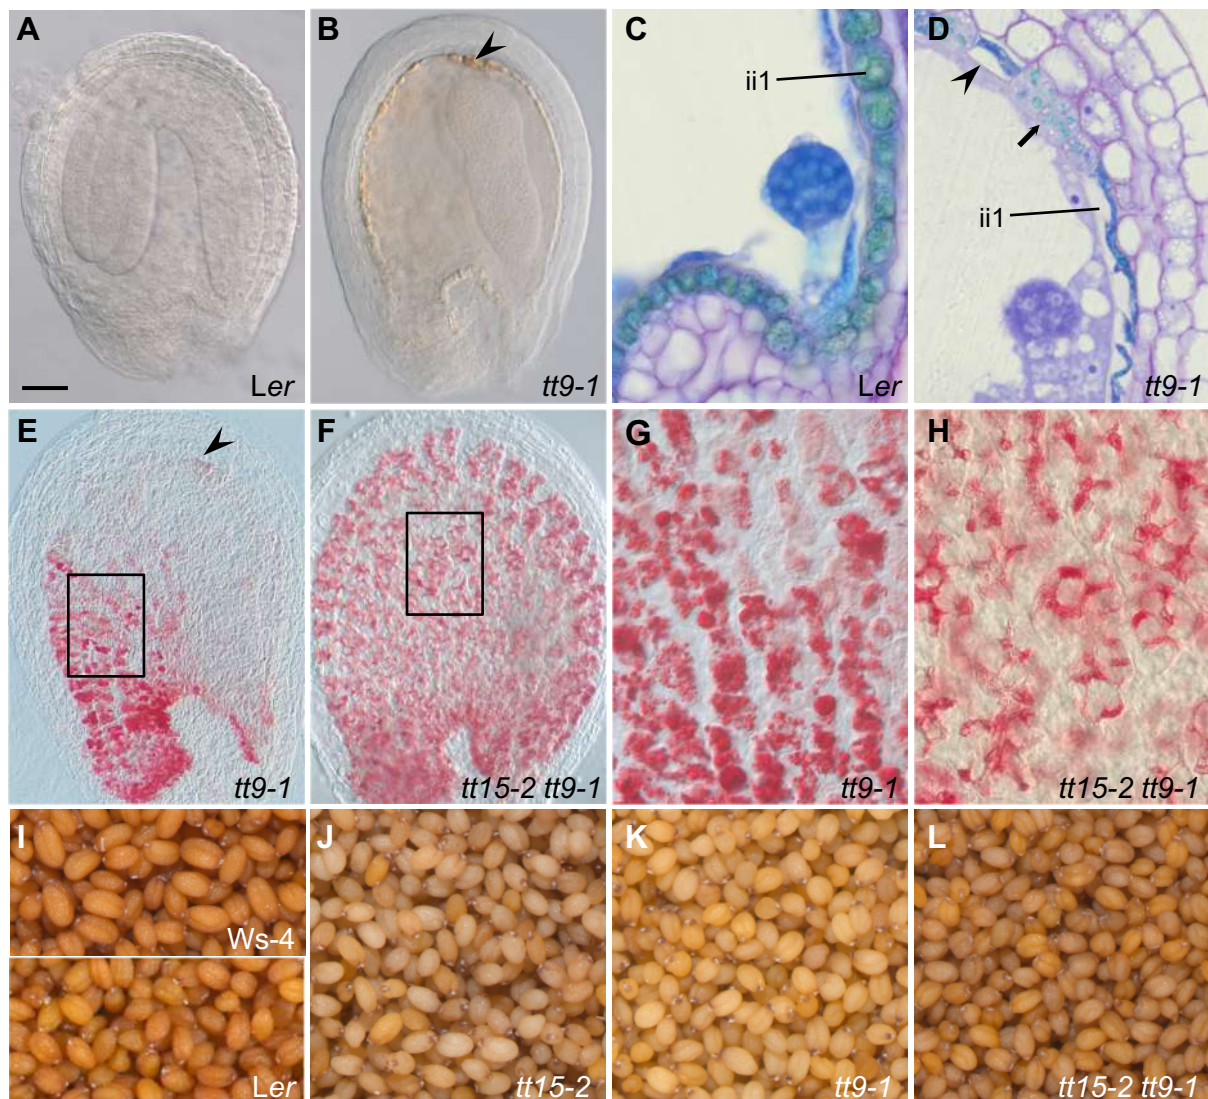 A
B
C
D
ii1
ii1
Ler
tt9-1
Ler
tt9-1
E
F
G
H
tt9-1
tt15-2 tt9-1
tt9-1
tt15-2 tt9-1
I
J
K
L
Ws-4
Ler
tt15-2
tt9-1
tt15-2 tt9-1